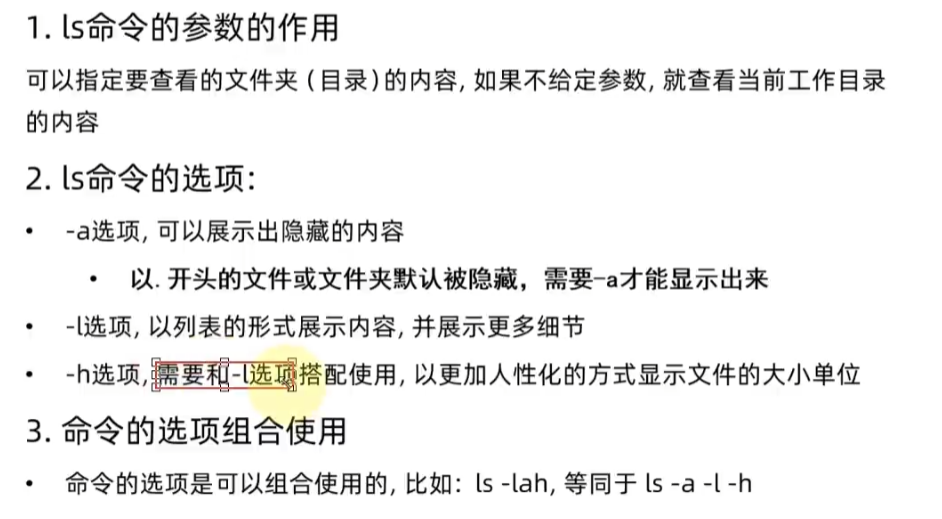 1. ls命令的参数的作用
可以指定要查看的文件夹（目录）的内容, 如果不给定参数, 就查看当前工作目录
的内容
2. ls命令的选项:
• -a选项, 可以展示出隐藏的内容
• 以. 开头的文件或文件夹默认被隐藏，需要-a才能显示出来
• -l选项, 以列表的形式展示内容, 并展示更多细节
• -h选项, 需要和-l选项搭配使用, 以更加人性化的方式显示文件的大小单位
3. 命令的选项组合使用
• 命令的选项是可以组合使用的, 比如: ls -lah, 等同于 ls -a -l -h